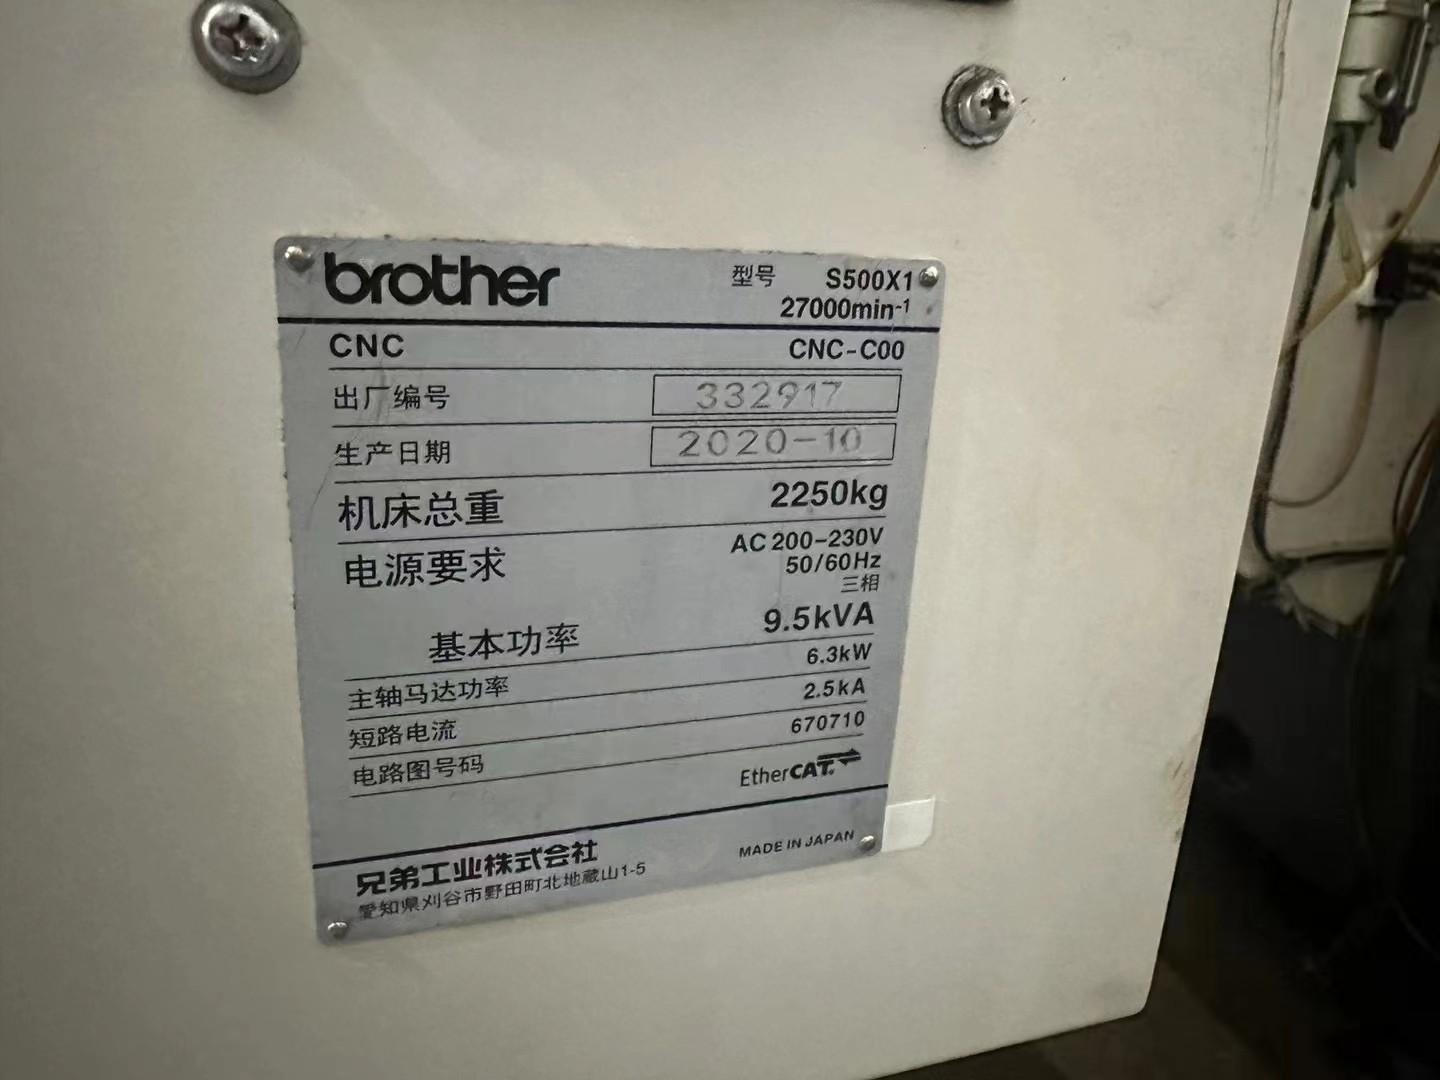 brother 型号 S500X1
27000min-1
CNC CNC-C00
出厂编号 332917
生产日期 2020-10
机床总重 2250kg
电源要求 AC 200-230V
50/60Hz
三相
基本功率 9.5kVA
主轴马达功率 6.3kW
短路电流 2.5kA
电路图号码 670710
EtherCAT
兄弟工业株式会社 MADE IN JAPAN
愛知県刈谷市野田町北地蔵山1-5